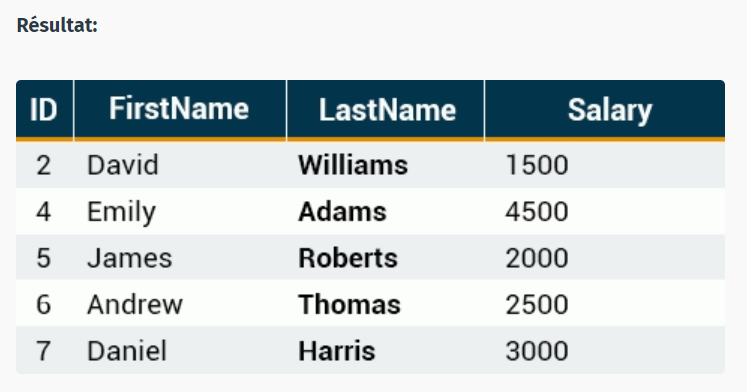 Résultat:
ID FirstName LastName Salary
2 David Williams 1500
4 Emily Adams 4500
5 James Roberts 2000
6 Andrew Thomas 2500
7 Daniel Harris 3000